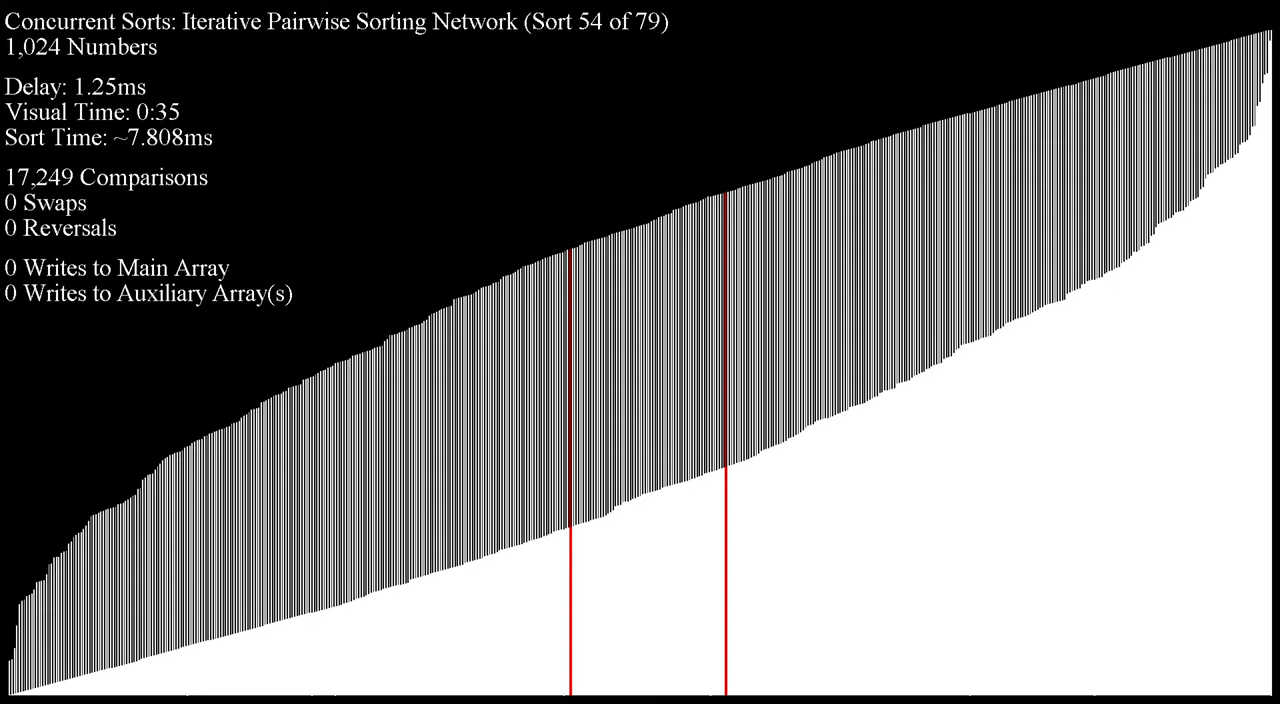 Concurrent Sorts: Iterative Pairwise Sorting Network (Sort 54 of 79)
1,024 Numbers
Delay: 1.25ms
Visual Time: 0:35
Sort Time: ~7.808ms
17,249 Comparisons
0 Swaps
0 Reversals
0 Writes to Main Array
0 Writes to Auxiliary Array(s)